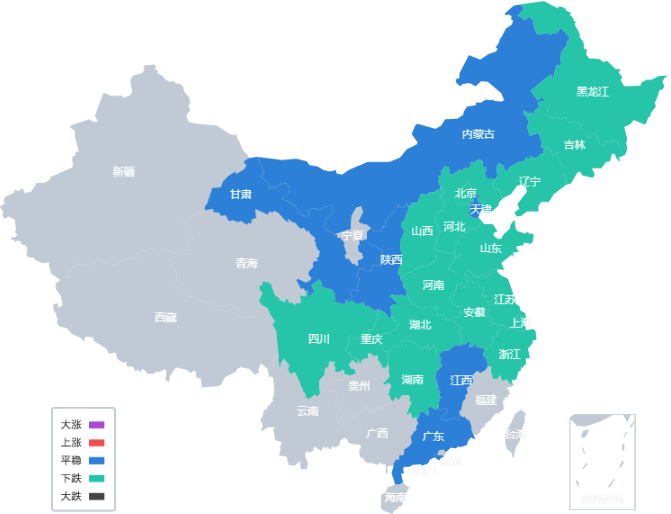 黑龙江
内蒙古
吉林
新疆
辽宁
甘肃
北京
天津
宁夏
山西
河北
山东
青海
陕西
河南
江苏
西藏
安徽
上海
四川
重庆
湖北
浙江
江西
湖南
贵州
福建
云南
广西
广东
台湾
海南
大涨
上涨
平稳
下跌
大跌